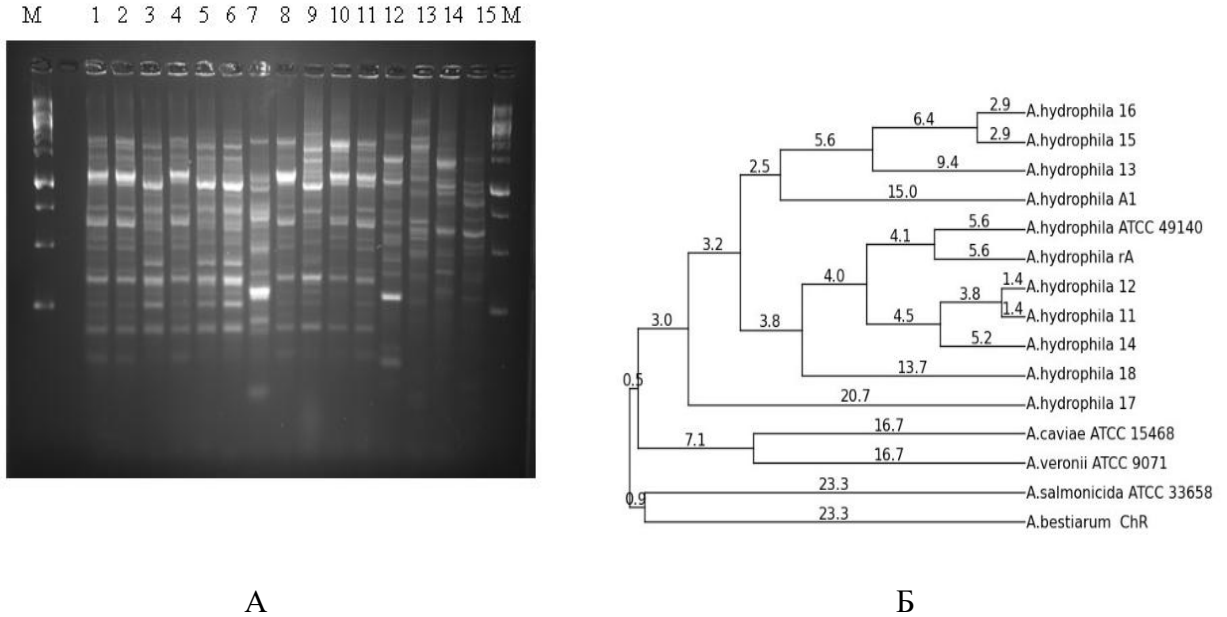 M 1 2 3 4 5 6 7 8 9 10 11 12 13 14 15 M
2.9
A.hydrophila 16
6.4
2.9
A.hydrophila 15
5.6
9.4
A.hydrophila 13
2.5
15.0
A.hydrophila A1
5.6
A.hydrophila ATCC 49140
4.1
5.6
A.hydrophila rA
3.2
4.0
1.4
A.hydrophila 12
3.8
1.4
A.hydrophila 11
4.5
5.2
A.hydrophila 14
3.0
3.8
13.7
A.hydrophila 18
0.5
20.7
A.hydrophila 17
16.7
A.caviae ATCC 15468
7.1
16.7
A.veronii ATCC 9071
23.3
A.salmonicida ATCC 33658
0.9
23.3
A.bestiarum ChR
А
Б